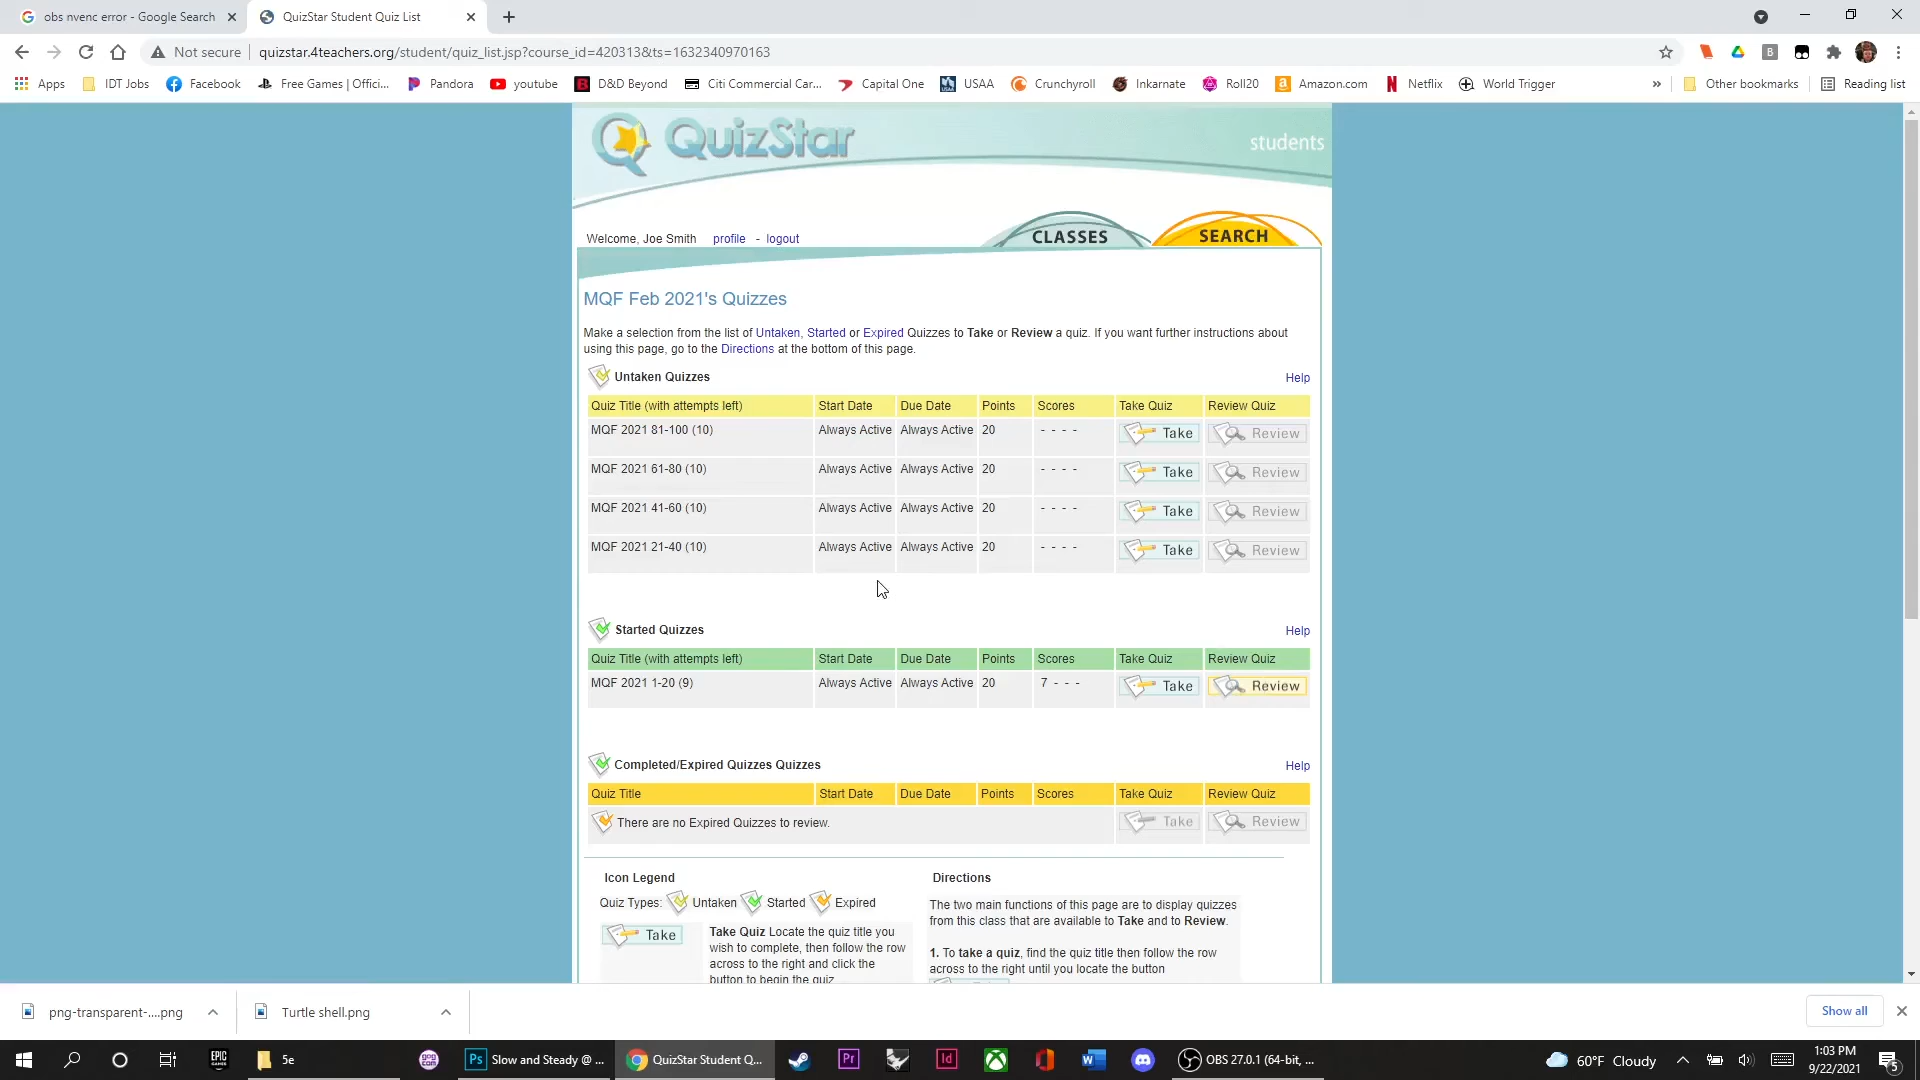 obs nvenc error - Google Search
QuizStar Student Quiz List
Not secure
quizstar.4teachers.org/student/quiz_list.jsp?course_id=420313&ts=1632340970163
Apps
IDT Jobs
Facebook
Free Games | Offici...
Pandora
youtube
D&D Beyond
Citi Commercial Car...
Capital One
USAA
Crunchyroll
Inkarnate
Roll20
Amazon.com
Netflix
World Trigger
»
Other bookmarks
Reading list
QuizStar
students
Welcome, Joe Smith profile - logout
CLASSES
SEARCH
MQF Feb 2021's Quizzes
Make a selection from the list of Untaken, Started or Expired Quizzes to Take or Review a quiz. If you want further instructions about
using this page, go to the Directions at the bottom of this page.
Untaken Quizzes Help
Quiz Title (with attempts left) Start Date Due Date Points Scores Take Quiz Review Quiz
MQF 2021 81-100 (10) Always Active Always Active 20 - - - - Take Review
MQF 2021 61-80 (10) Always Active Always Active 20 - - - - Take Review
MQF 2021 41-60 (10) Always Active Always Active 20 - - - - Take Review
MQF 2021 21-40 (10) Always Active Always Active 20 - - - - Take Review
Started Quizzes Help
Quiz Title (with attempts left) Start Date Due Date Points Scores Take Quiz Review Quiz
MQF 2021 1-20 (9) Always Active Always Active 20 7 - - - Take Review
Completed/Expired Quizzes Quizzes Help
Quiz Title Start Date Due Date Points Scores Take Quiz Review Quiz
There are no Expired Quizzes to review. Take Review
Icon Legend
Quiz Types: Untaken Started Expired
Take
Take Quiz Locate the quiz title you
wish to complete, then follow the row
across to the right and click the
button to begin the quiz.
Directions
The two main functions of this page are to display quizzes
from this class that are available to Take and to Review.
1. To take a quiz, find the quiz title then follow the row
across to the right until you locate the button
png-transparent-....png
Turtle shell.png
Show all
EPIC GAMES
5e
gog com
Ps Slow and Steady @ ...
QuizStar Student Q...
Pr
Id
OBS 27.0.1 (64-bit, ...
60°F Cloudy
1:03 PM
9/22/2021
5